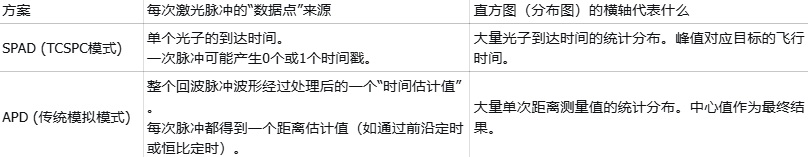 方案
每次激光脉冲的“数据点”来源
直方图（分布图）的横轴代表什么
SPAD (TCSPC模式)
单个光子的到达时间。
一次脉冲可能产生0个或1个时间戳。
大量光子到达时间的统计分布。峰值对应目标的飞行
时间。
APD (传统模拟模式)
整个回波脉冲波形经过处理后的一个“时间估计值”
。
每次脉冲都得到一个距离估计值（如通过前沿定时
或恒比定时）。
大量单次距离测量值的统计分布。中心值作为最终结
果。